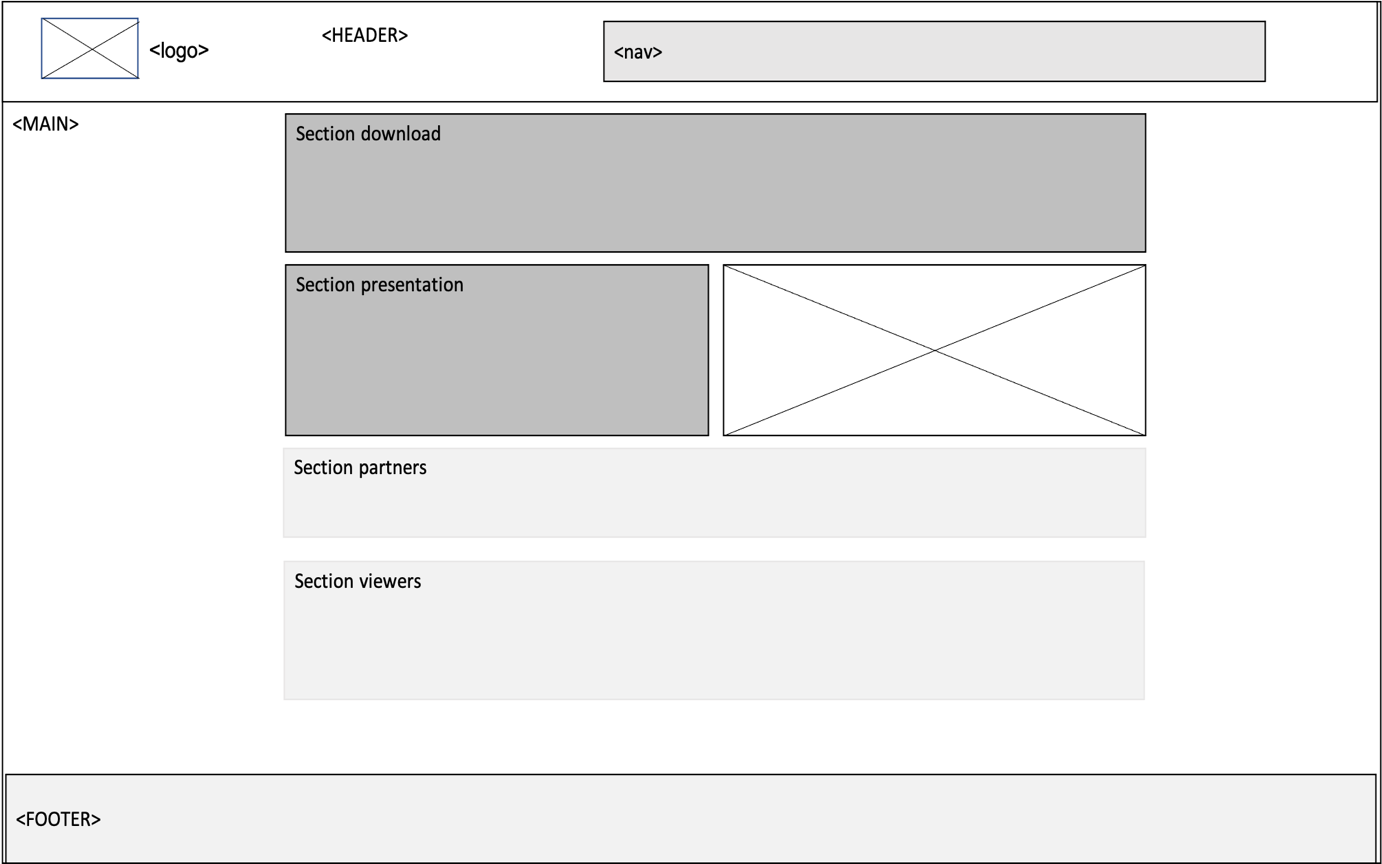 <logo>
<HEADER>
<nav>
<MAIN>
Section download
Section presentation
Section partners
Section viewers
<FOOTER>